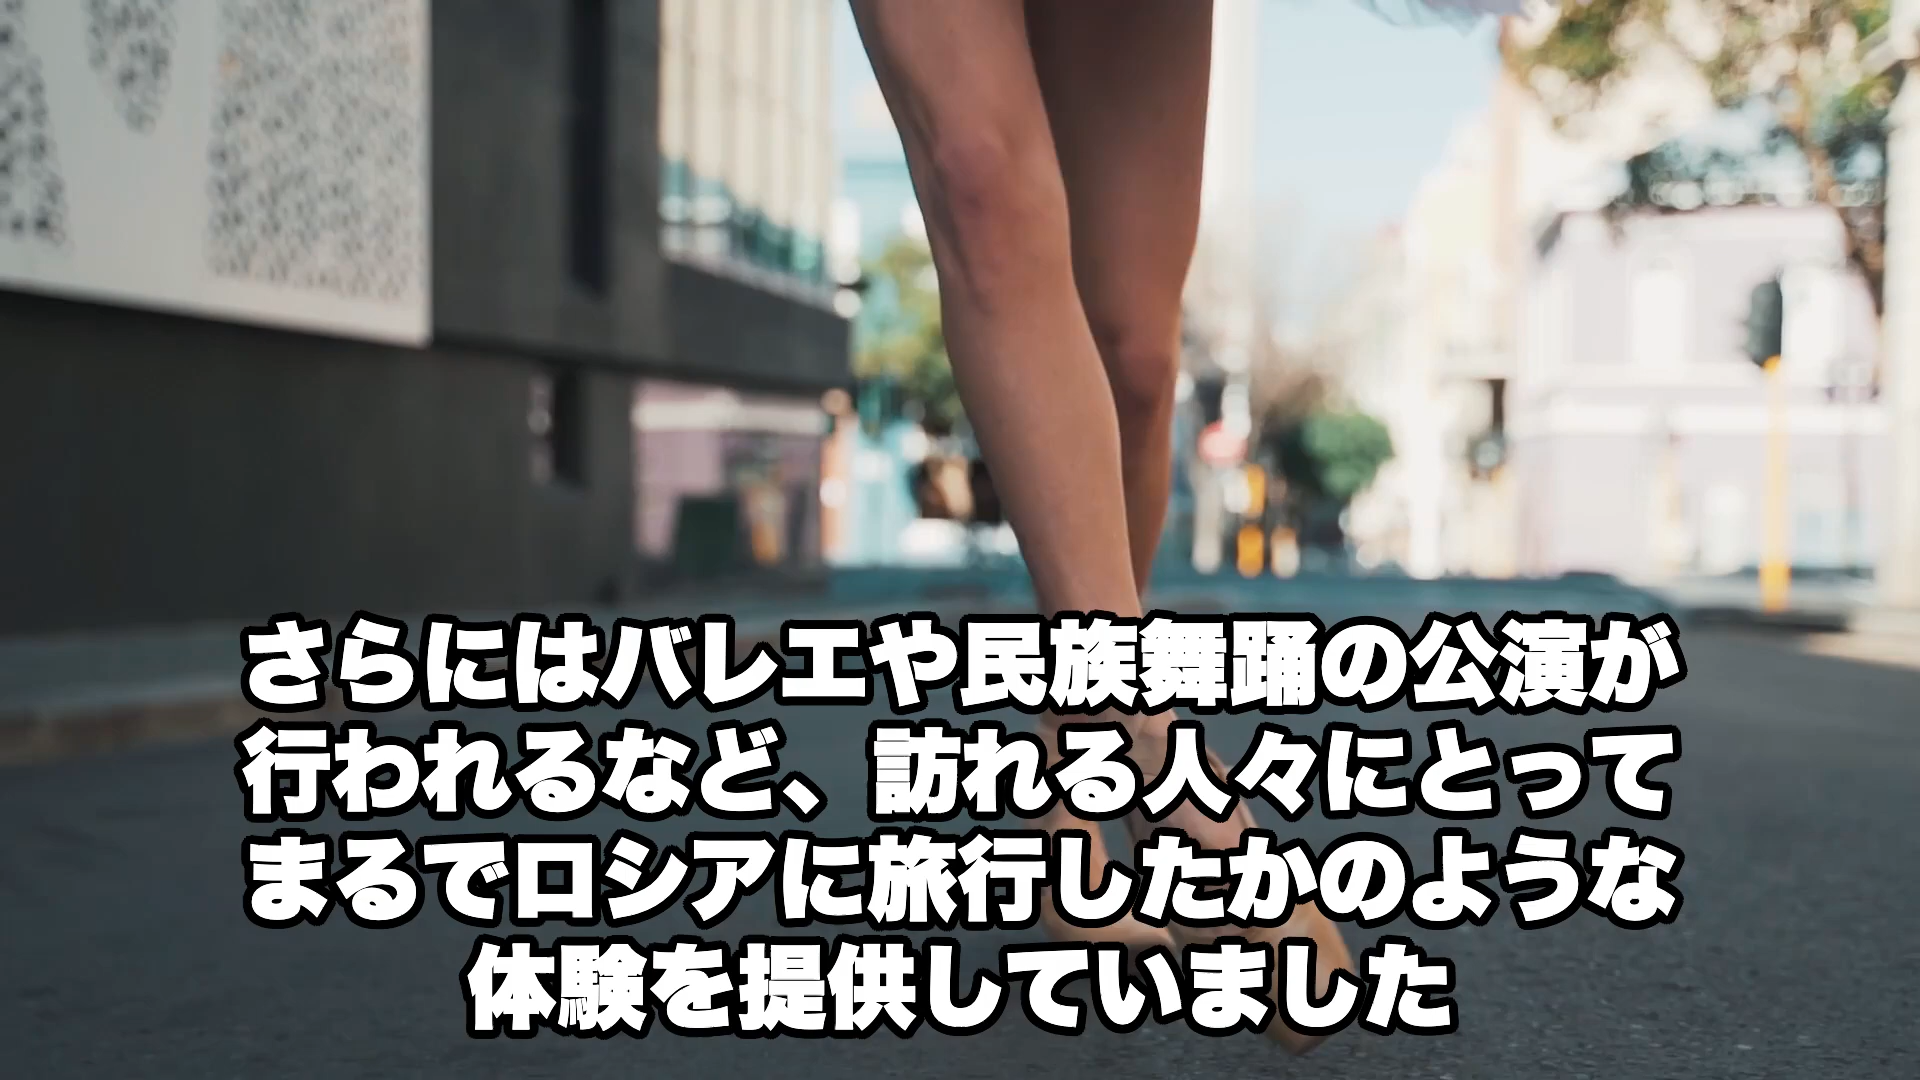 さらにはバレエや民族舞踊の公演が
行われるなど、訪れる人々にとって
まるでロシアに旅行したかのような
体験を提供していました